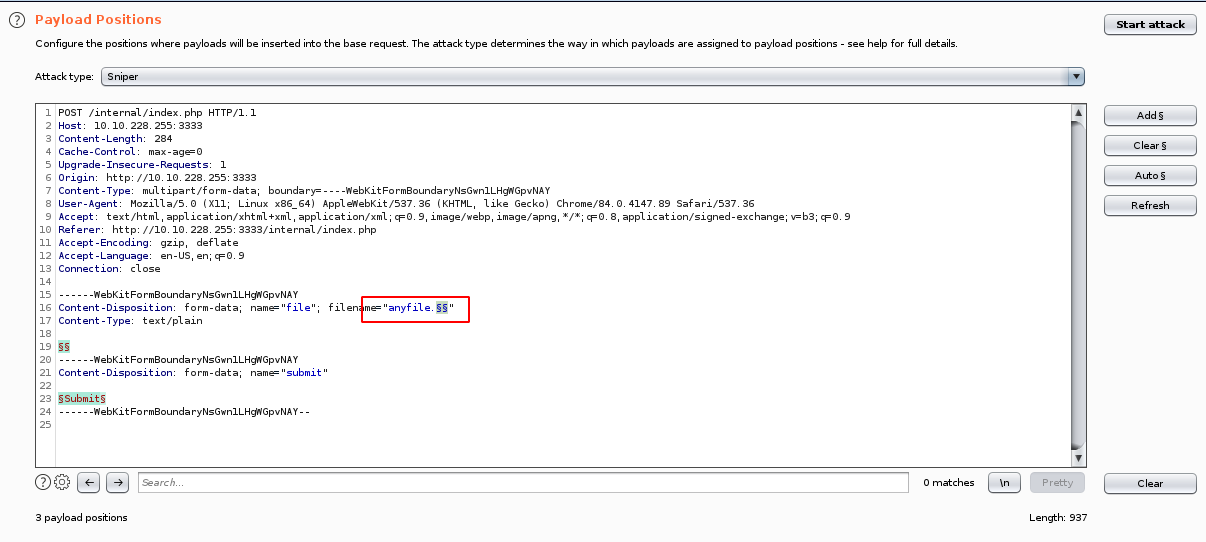 ? Payload Positions
Start attack
Configure the positions where payloads will be inserted into the base request. The attack type determines the way in which payloads are assigned to payload positions - see help for full details.
Attack type: Sniper
1 POST /internal/index.php HTTP/1.1
2 Host: 10.10.228.255:3333
3 Content-Length: 284
4 Cache-Control: max-age=0
5 Upgrade-Insecure-Requests: 1
6 Origin: http://10.10.228.255:3333
7 Content-Type: multipart/form-data; boundary=----WebKitFormBoundaryNsGwn1LHgWGpvNAY
8 User-Agent: Mozilla/5.0 (X11; Linux x86_64) AppleWebKit/537.36 (KHTML, like Gecko) Chrome/84.0.4147.89 Safari/537.36
9 Accept: text/html,application/xhtml+xml,application/xml;q=0.9,image/webp,image/apng,*/*;q=0.8,application/signed-exchange;v=b3;q=0.9
10 Referer: http://10.10.228.255:3333/internal/index.php
11 Accept-Encoding: gzip, deflate
12 Accept-Language: en-US,en;q=0.9
13 Connection: close
14
15 ------WebKitFormBoundaryNsGwn1LHgWGpvNAY
16 Content-Disposition: form-data; name="file"; filename="anyfile.§§"
17 Content-Type: text/plain
18
19 §§
20 ------WebKitFormBoundaryNsGwn1LHgWGpvNAY
21 Content-Disposition: form-data; name="submit"
22
23 §Submit§
24 ------WebKitFormBoundaryNsGwn1LHgWGpvNAY--
25
Add §
Clear §
Auto §
Refresh
? Search... 0 matches \n Pretty Clear
3 payload positions Length: 937